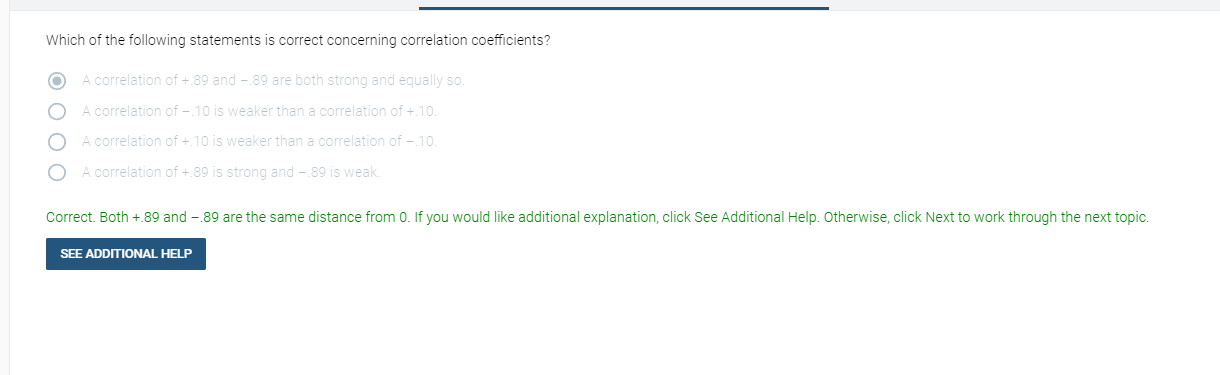 Which of the following statements is correct concerning correlation coefficients?
A correlation of +.89 and −.89 are both strong and equally so.
A correlation of −.10 is weaker than a correlation of +.10.
A correlation of +.10 is weaker than a correlation of −.10.
A correlation of +.89 is strong and −.89 is weak.
Correct. Both +.89 and −.89 are the same distance from 0. If you would like additional explanation, click See Additional Help. Otherwise, click Next to work through the next topic.
SEE ADDITIONAL HELP